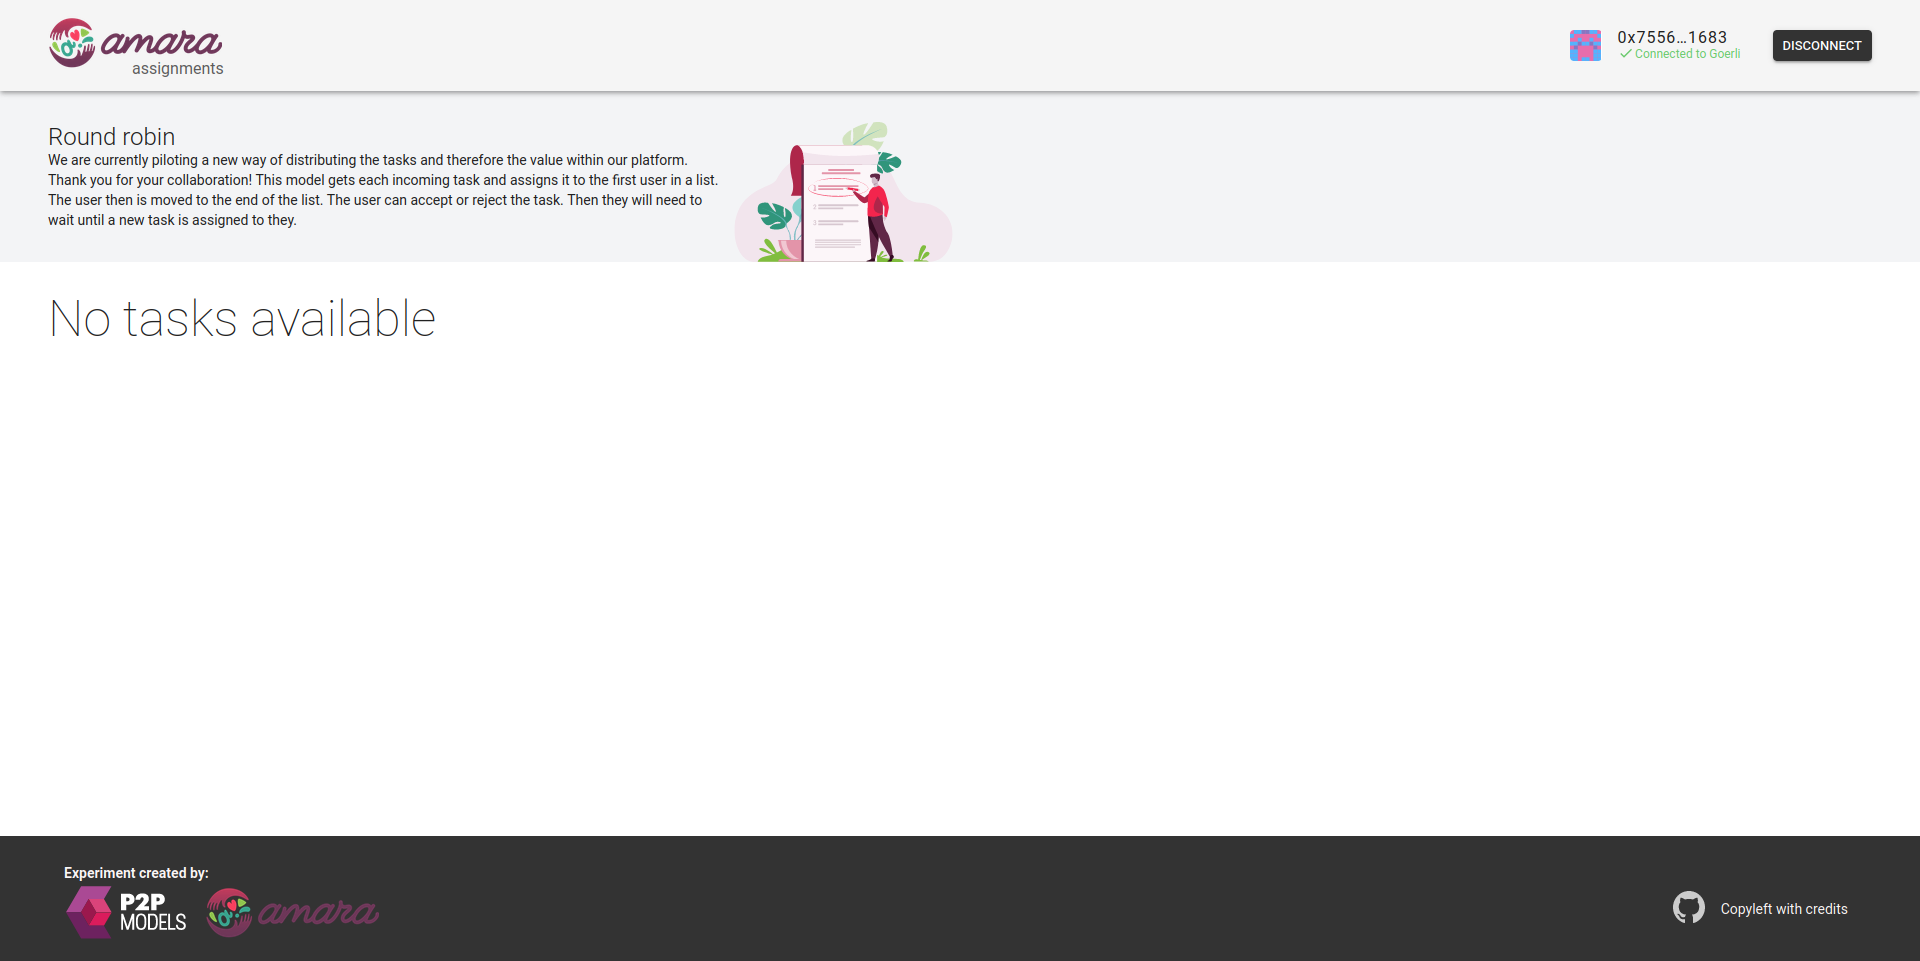 amara
assignments
0x7556...1683
Connected to Goerli
DISCONNECT
Round robin
We are currently piloting a new way of distributing the tasks and therefore the value within our platform.
Thank you for your collaboration! This model gets each incoming task and assigns it to the first user in a list.
The user then is moved to the end of the list. The user can accept or reject the task. Then they will need to
wait until a new task is assigned to they.
No tasks available
Experiment created by:
P2P
MODELS
amara
Copyleft with credits